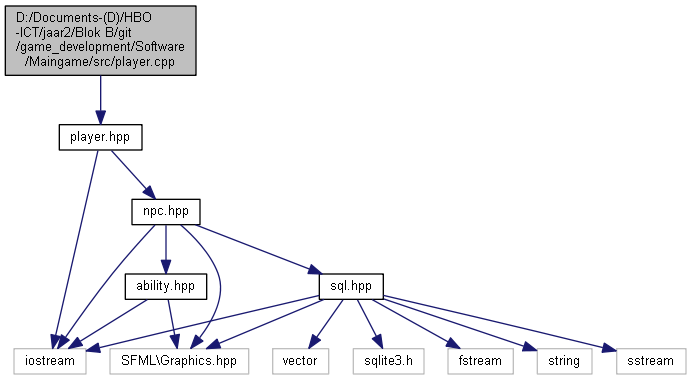 D:/Documents-(D)/HBO
-ICT/jaar2/Blok B/git
/game_development/Software
/Maingame/src/player.cpp
player.hpp
npc.hpp
ability.hpp
sql.hpp
iostream
SFML\Graphics.hpp
vector
sqlite3.h
fstream
string
sstream